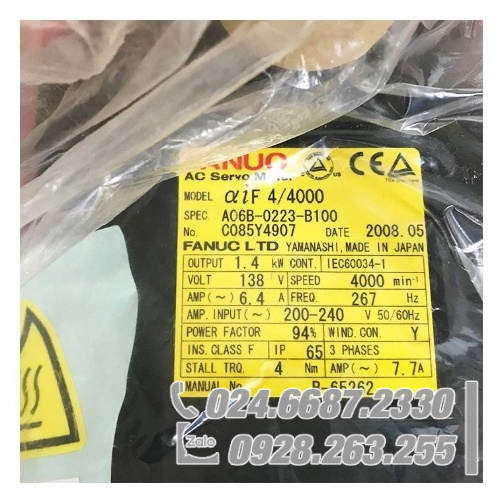 FANUC
AC Servo Motor
MODEL αiF 4/4000
SPEC. A06B-0223-B100
No. C085Y4907 DATE 2008.05
FANUC LTD YAMANASHI, MADE IN JAPAN
OUTPUT 1.4 kW CONT. IEC60034-1
VOLT 138 V SPEED 4000 min⁻¹
AMP(~) 6.4 A FREQ. 267 Hz
AMP. INPUT(~) 200-240 V 50/60Hz
POWER FACTOR 94% WIND. CON. Y
INS. CLASS F IP 65 3 PHASES
STALL TRQ. 4 Nm AMP(~) 7.7A
MANUAL No. B-65262
024.6687.2330
Zalo 0928.263.255